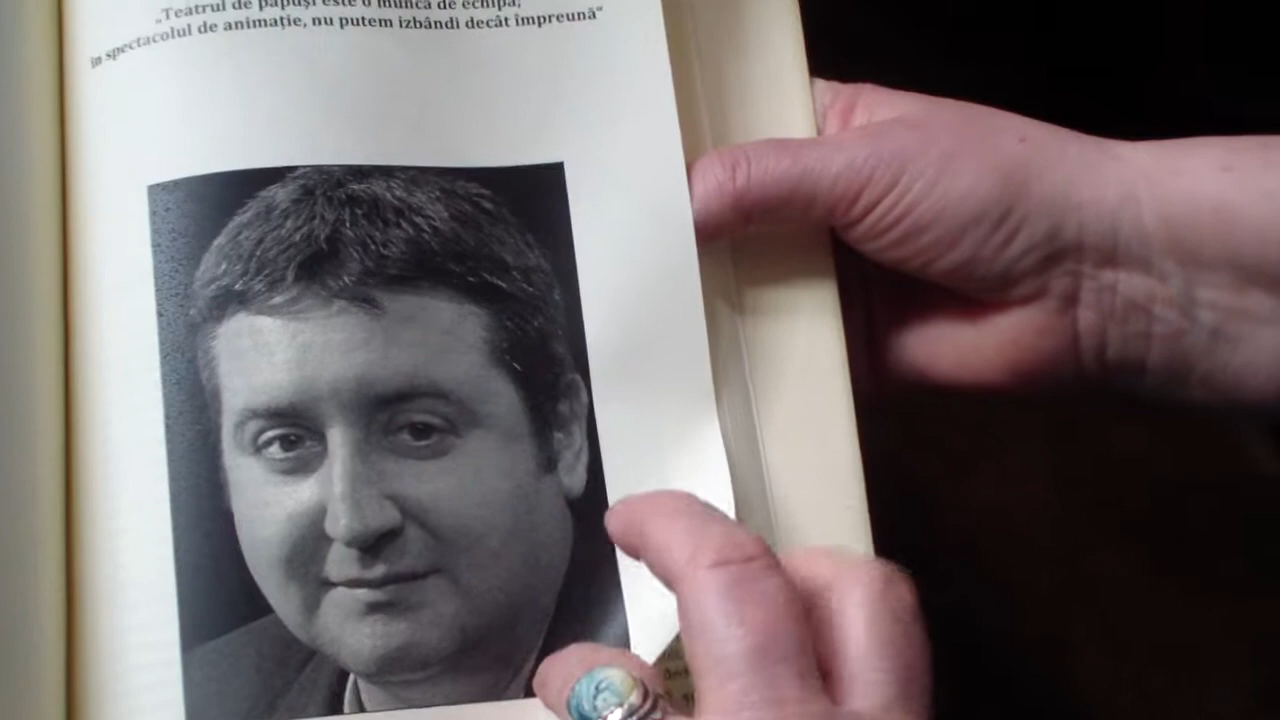 „Teatrul de păpuși este o muncă de echipă;
în spectacolul de animație, nu putem izbândi decât împreună“